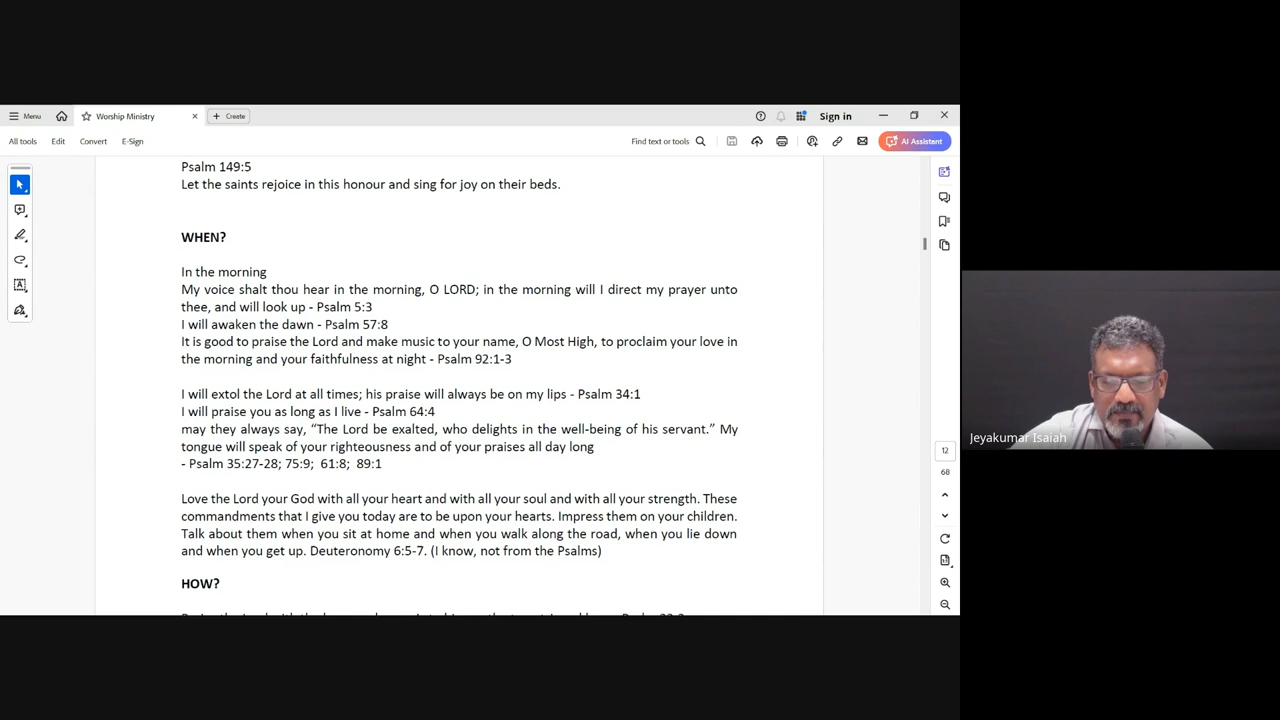 Menu
Worship Ministry
Create
Sign in
All tools
Edit
Convert
E-Sign
Find text or tools
AI Assistant
Psalm 149:5
Let the saints rejoice in this honour and sing for joy on their beds.
WHEN?
In the morning
My voice shalt thou hear in the morning, O LORD; in the morning will I direct my prayer unto
thee, and will look up - Psalm 5:3
I will awaken the dawn - Psalm 57:8
It is good to praise the Lord and make music to your name, O Most High, to proclaim your love in
the morning and your faithfulness at night - Psalm 92:1-3
I will extol the Lord at all times; his praise will always be on my lips - Psalm 34:1
I will praise you as long as I live - Psalm 64:4
may they always say, “The Lord be exalted, who delights in the well-being of his servant.” My
tongue will speak of your righteousness and of your praises all day long
- Psalm 35:27-28; 75:9; 61:8; 89:1
Love the Lord your God with all your heart and with all your soul and with all your strength. These
commandments that I give you today are to be upon your hearts. Impress them on your children.
Talk about them when you sit at home and when you walk along the road, when you lie down
and when you get up. Deuteronomy 6:5-7. (I know, not from the Psalms)
HOW?
12
68
Jeyakumar Isaiah